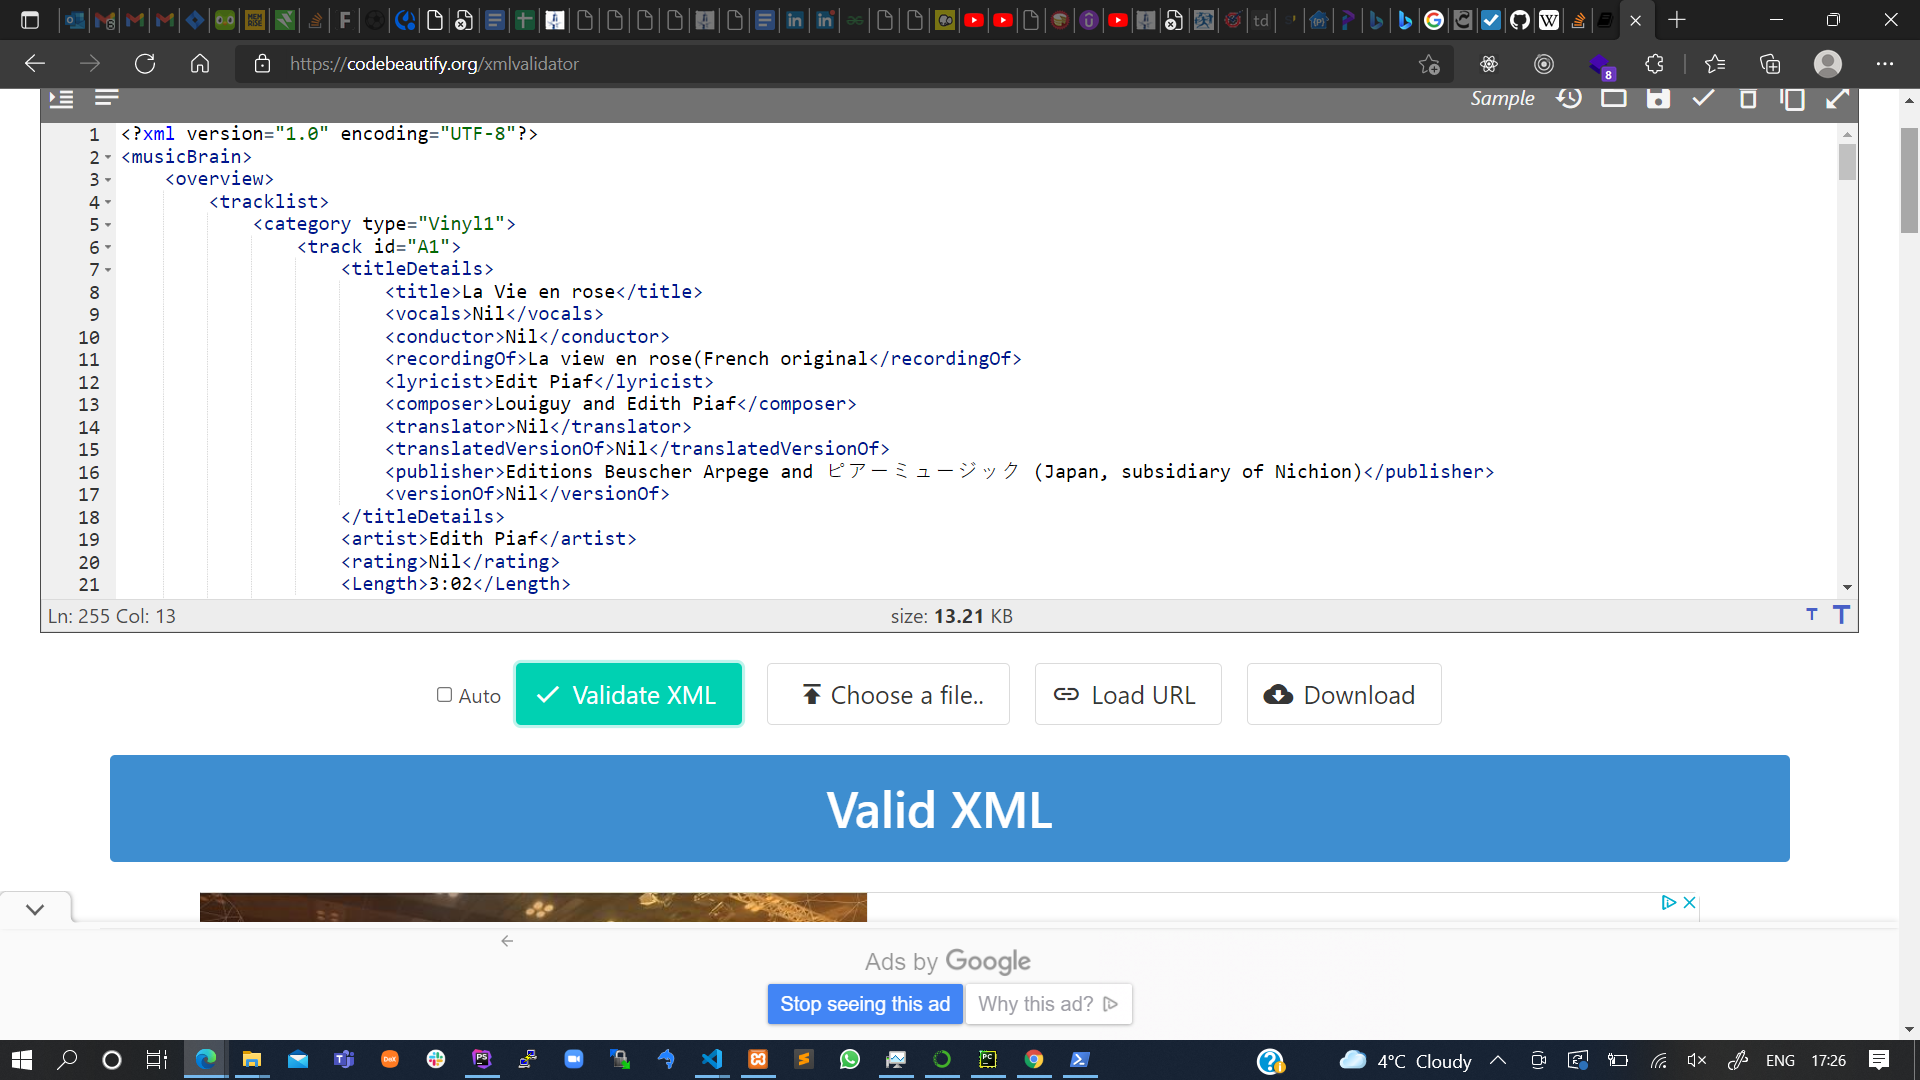 https://codebeautify.org/xmlvalidator
8
Sample
1 <?xml version="1.0" encoding="UTF-8"?>
2 <musicBrain>
3 <overview>
4 <tracklist>
5 <category type="Vinyl1">
6 <track id="A1">
7 <titleDetails>
8 <title>La Vie en rose</title>
9 <vocals>Nil</vocals>
10 <conductor>Nil</conductor>
11 <recordingOf>La view en rose(French original</recordingOf>
12 <lyricist>Edit Piaf</lyricist>
13 <composer>Louiguy and Edith Piaf</composer>
14 <translator>Nil</translator>
15 <translatedVersionOf>Nil</translatedVersionOf>
16 <publisher>Editions Beuscher Arpege and ピアーミュージック (Japan, subsidiary of Nichion)</publisher>
17 <versionOf>Nil</versionOf>
18 </titleDetails>
19 <artist>Edith Piaf</artist>
20 <rating>Nil</rating>
21 <Length>3:02</Length>
Ln: 255 Col: 13 size: 13.21 KB T T
Auto Validate XML Choose a file.. Load URL Download
Valid XML
Ads by Google
Stop seeing this ad Why this ad?
4°C Cloudy ENG 17:26